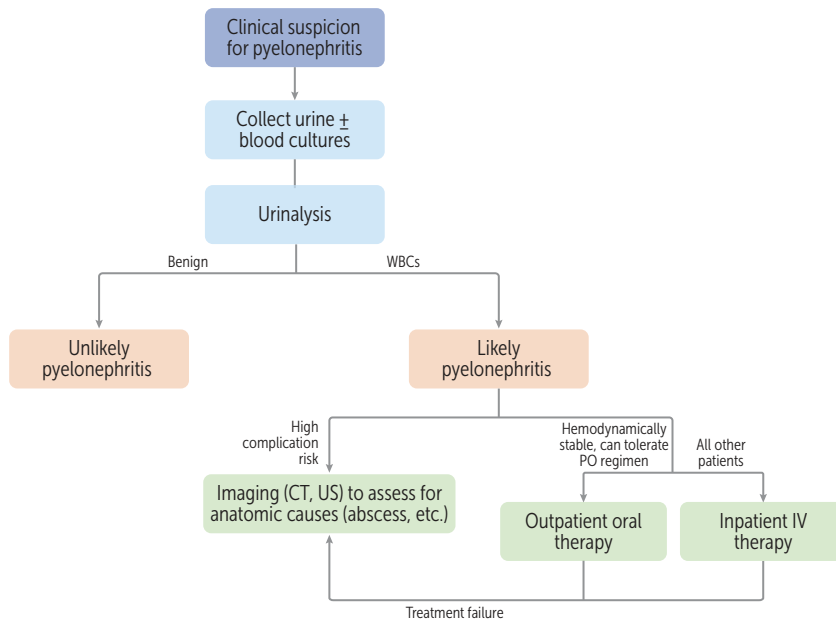 Clinical suspicion
for pyelonephritis
Collect urine ±
blood cultures
Urinalysis
Benign
WBCs
Unlikely
pyelonephritis
Likely
pyelonephritis
High
complication
risk
Hemodynamically
stable, can tolerate
PO regimen
All other
patients
Imaging (CT, US) to assess for
anatomic causes (abscess, etc.)
Outpatient oral
therapy
Inpatient IV
therapy
Treatment failure